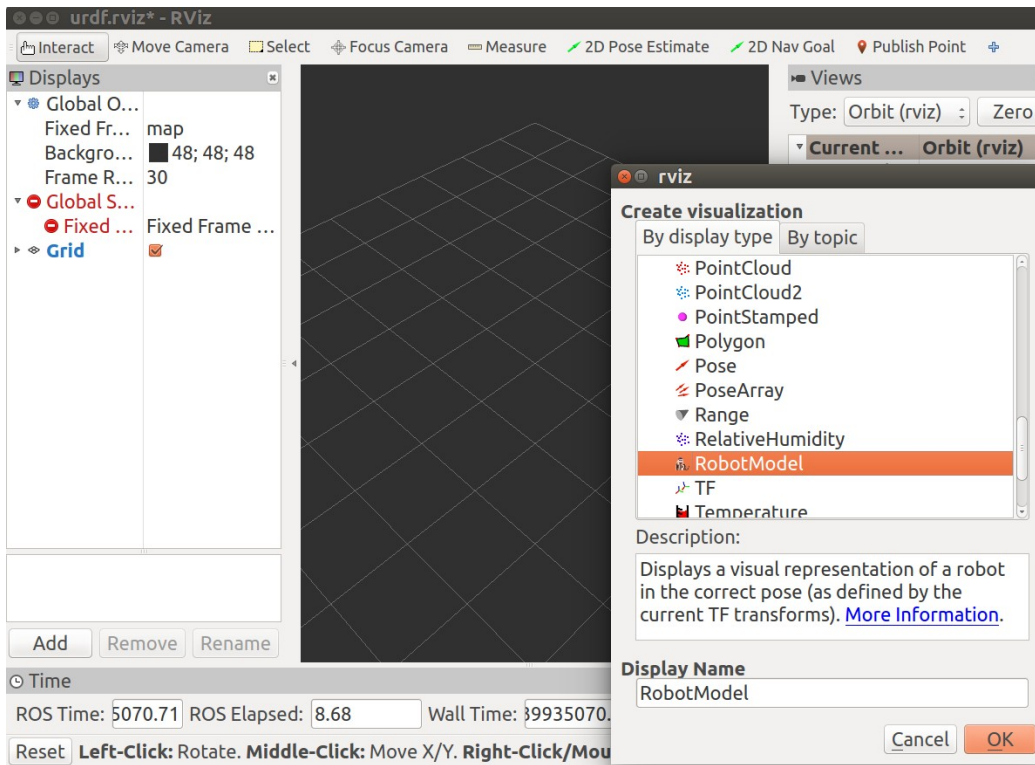 urdf.rviz* - RViz
Interact Move Camera Select Focus Camera Measure 2D Pose Estimate 2D Nav Goal Publish Point
Displays
Global O...
Fixed Fr... map
Backgro... 48; 48; 48
Frame R... 30
Global S...
Fixed ... Fixed Frame ...
Grid
Add Remove Rename
Views
Type: Orbit (rviz) Zero
Current ... Orbit (rviz)
rviz
Create visualization
By display type By topic
PointCloud
PointCloud2
PointStamped
Polygon
Pose
PoseArray
Range
RelativeHumidity
RobotModel
TF
Temperature
Description:
Displays a visual representation of a robot
in the correct pose (as defined by the
current TF transforms). More Information.
Display Name
RobotModel
Cancel OK
Time
ROS Time: 5070.71 ROS Elapsed: 8.68 Wall Time: 39935070.
Reset Left-Click: Rotate. Middle-Click: Move X/Y. Right-Click/Mou